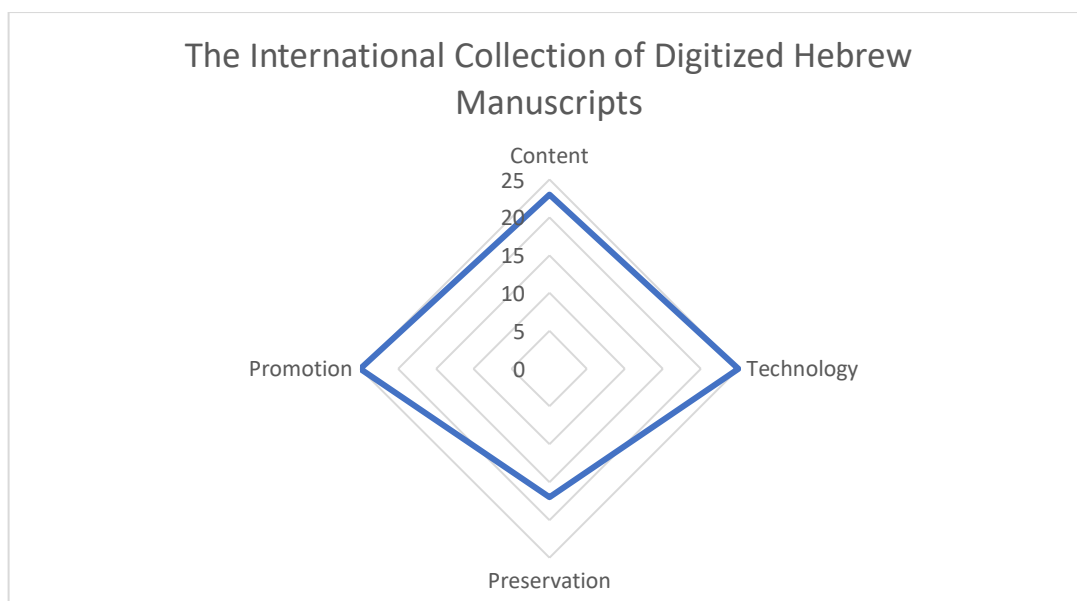 The International Collection of Digitized Hebrew
Manuscripts
Content
25
20
15
10
5
0
Promotion
Technology
Preservation